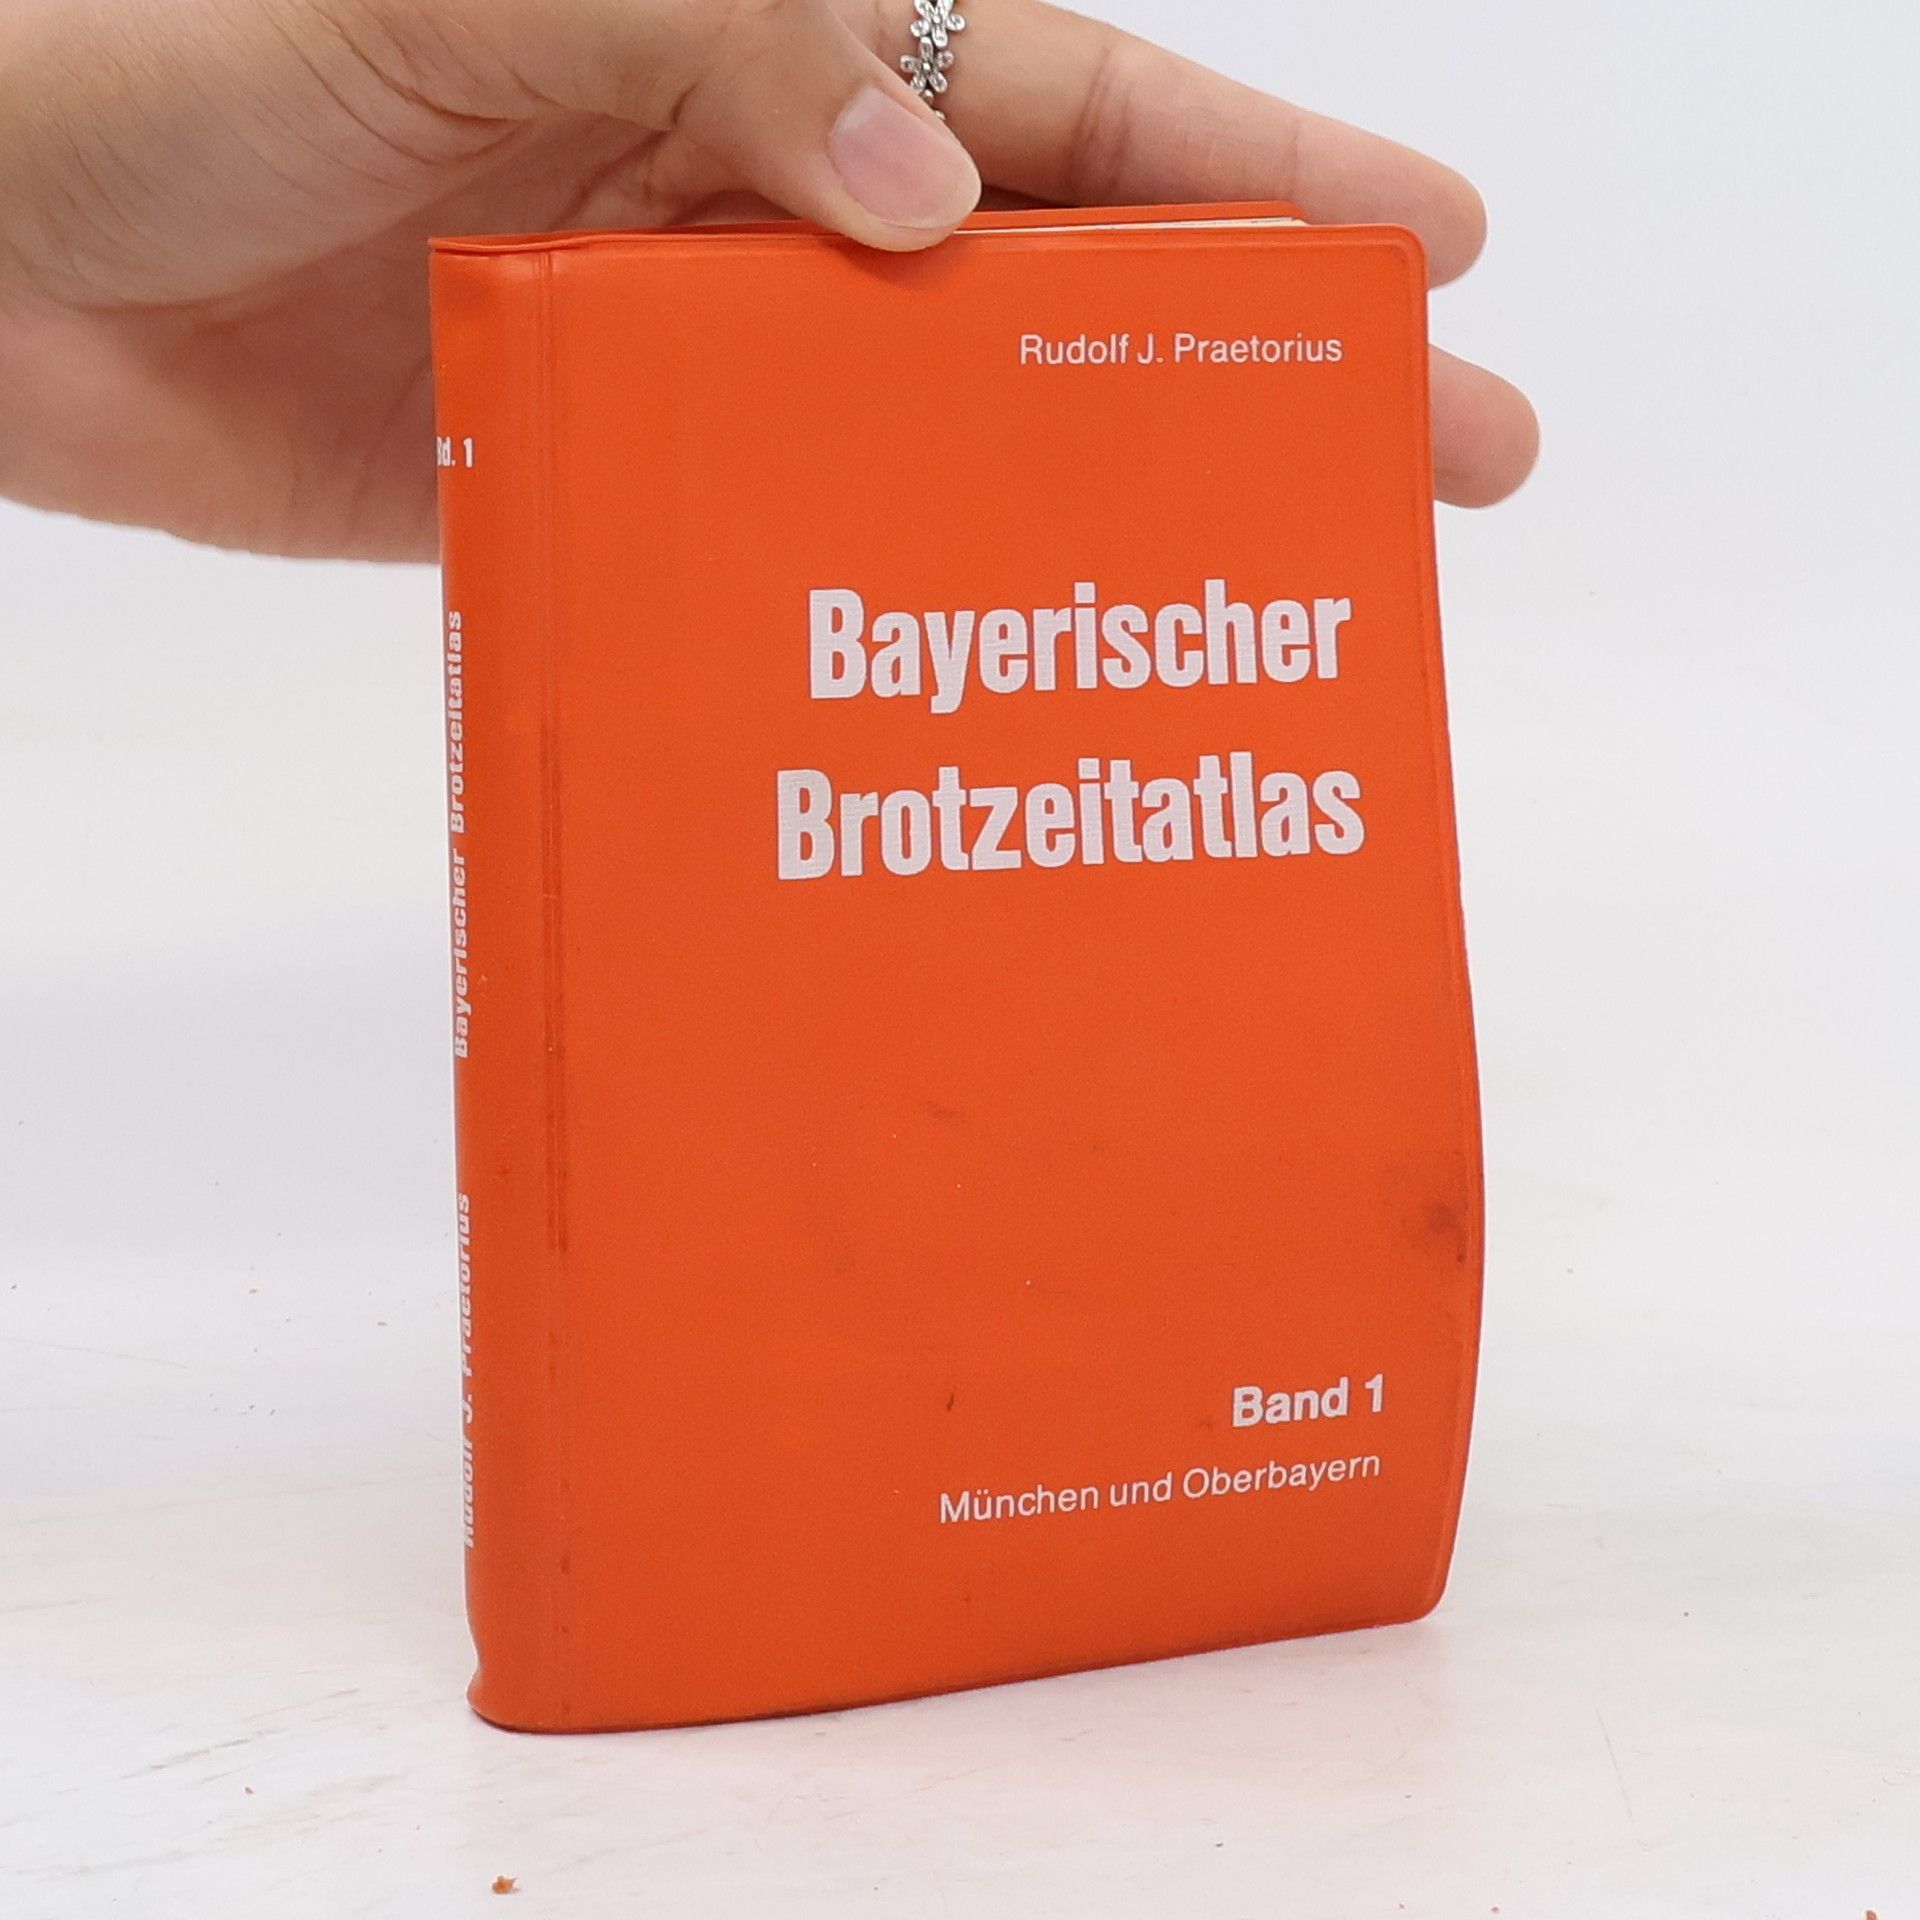 Rudolf J. Praetorius
Bayerischer
Brotzeitatlas
Band 1
München und Oberbayern
Rudolf J. Praetorius Bayerischer Brotzeitatlas Bd. 1